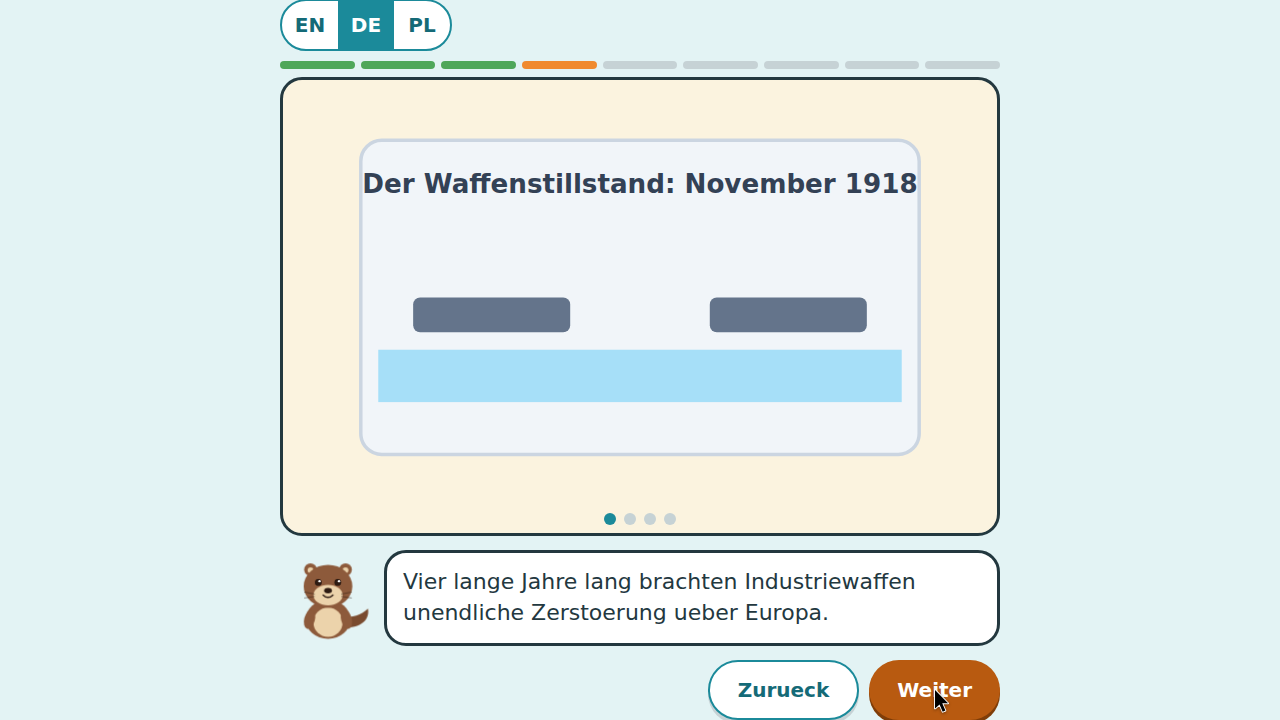 EN DE PL
Der Waffenstillstand: November 1918
Vier lange Jahre lang brachten Industriewaffen
unendliche Zerstoerung ueber Europa.
Zurueck Weiter